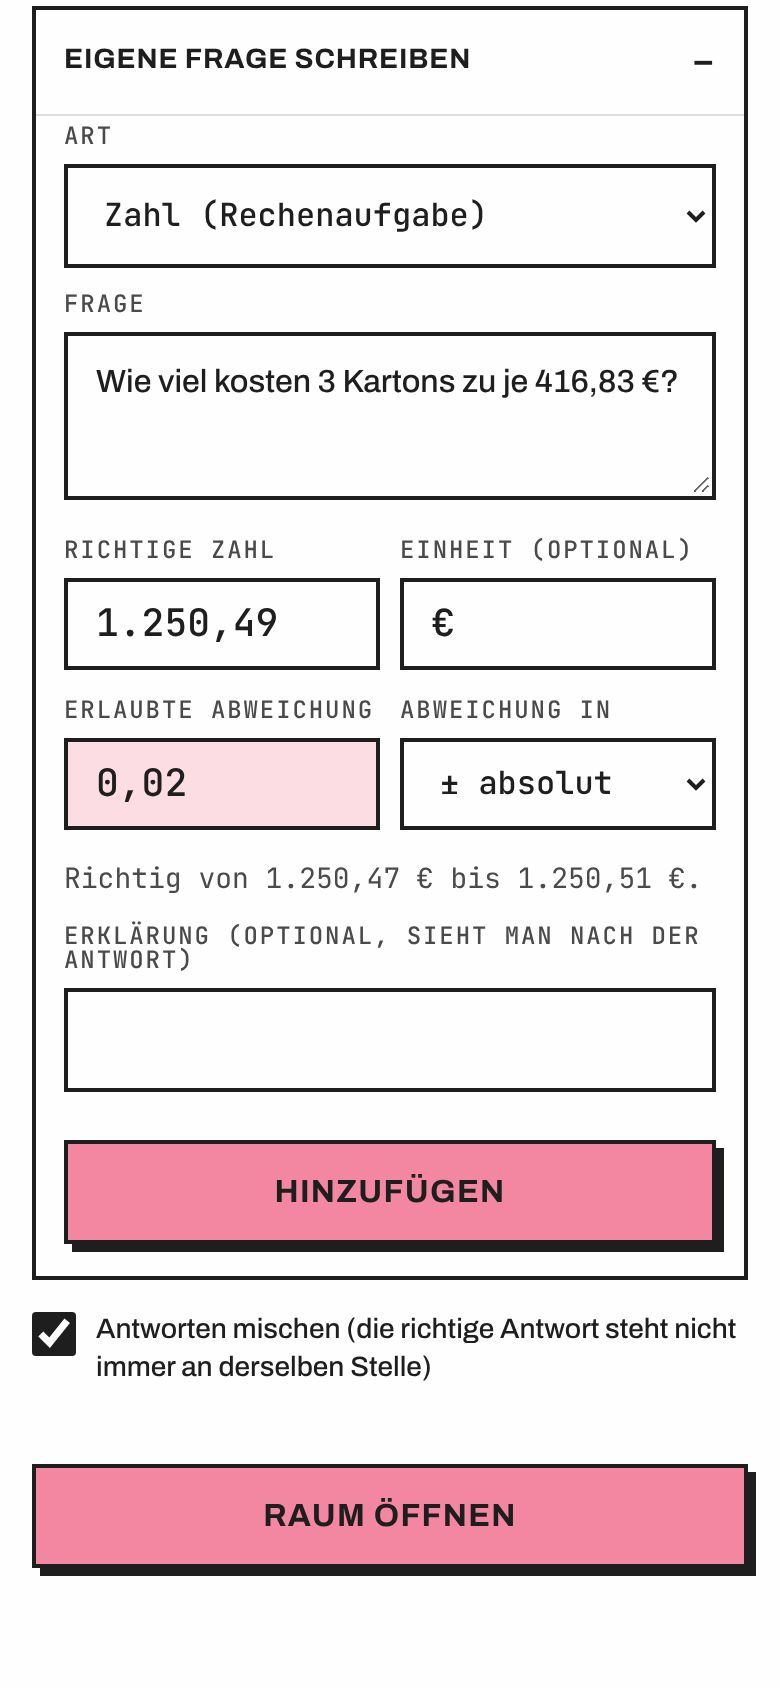 EIGENE FRAGE SCHREIBEN –
ART
Zahl (Rechenaufgabe)
FRAGE
Wie viel kosten 3 Kartons zu je 416,83 €?
RICHTIGE ZAHL EINHEIT (OPTIONAL)
1.250,49 €
ERLAUBTE ABWEICHUNG ABWEICHUNG IN
0,02 ± absolut
Richtig von 1.250,47 € bis 1.250,51 €.
ERKLÄRUNG (OPTIONAL, SIEHT MAN NACH DER
ANTWORT)
HINZUFÜGEN
Antworten mischen (die richtige Antwort steht nicht
immer an derselben Stelle)
RAUM ÖFFNEN